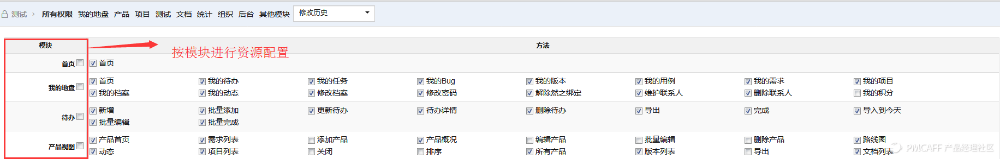 测试 › 所有权限 我的地盘 产品 项目 测试 文档 统计 组织 后台 其他模块 修改历史
模块 方法
按模块进行资源配置
首页 首页
我的地盘 首页 我的待办 我的任务 我的Bug 我的版本 我的用例 我的需求 我的项目
我的档案 我的动态 修改档案 修改密码 解除然之绑定 维护联系人 删除联系人 我的积分
待办 新增 批量添加 更新待办 待办详情 删除待办 导出 完成 导入到今天
批量编辑 批量完成
产品视图 产品首页 需求列表 添加产品 产品概况 编辑产品 批量编辑 删除产品 路线图
动态 项目列表 关闭 排序 所有产品 版本列表 导出 文档列表
PMCAFF 产品经理社区